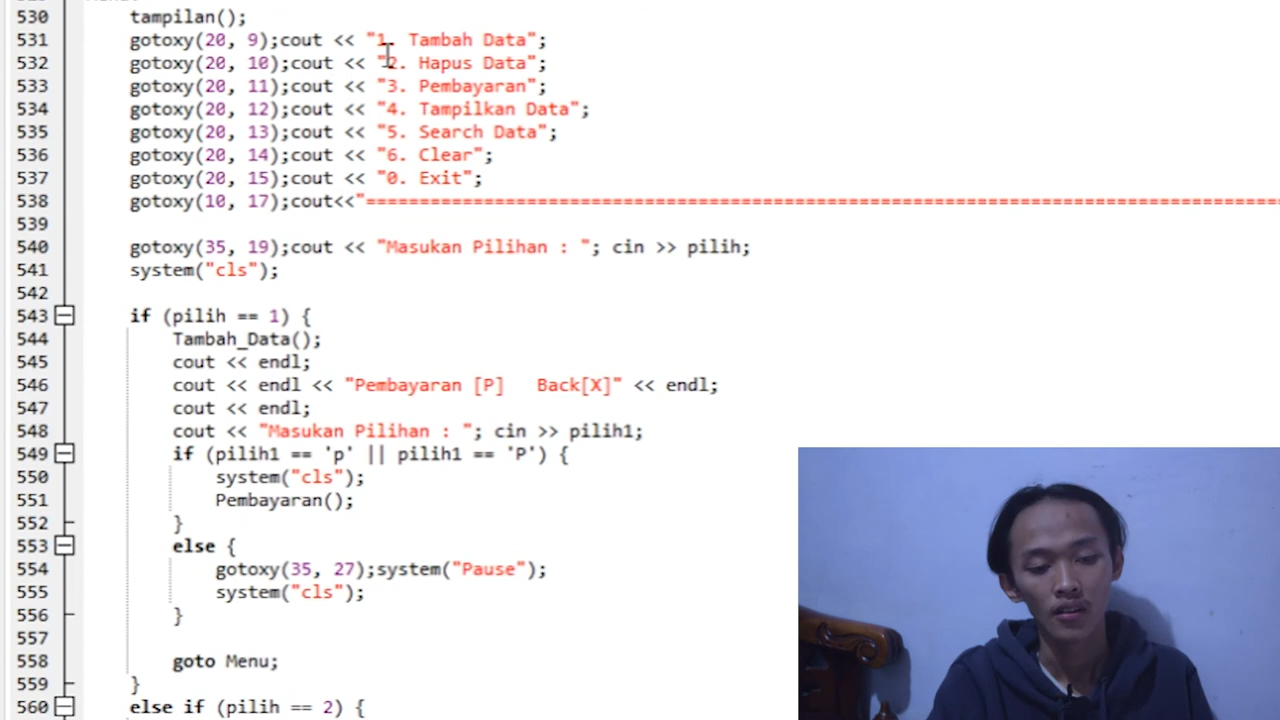 530 tampilan();
531 gotoxy(20, 9);cout << "1. Tambah Data";
532 gotoxy(20, 10);cout << "2. Hapus Data";
533 gotoxy(20, 11);cout << "3. Pembayaran";
534 gotoxy(20, 12);cout << "4. Tampilkan Data";
535 gotoxy(20, 13);cout << "5. Search Data";
536 gotoxy(20, 14);cout << "6. Clear";
537 gotoxy(20, 15);cout << "0. Exit";
538 gotoxy(10, 17);cout<<"=====================================================================================
539
540 gotoxy(35, 19);cout << "Masukan Pilihan : "; cin >> pilih;
541 system("cls");
542
543 if (pilih == 1) {
544 Tambah_Data();
545 cout << endl;
546 cout << endl << "Pembayaran [P]   Back[X]" << endl;
547 cout << endl;
548 cout << "Masukan Pilihan : "; cin >> pilih1;
549 if (pilih1 == 'p' || pilih1 == 'P') {
550 system("cls");
551 Pembayaran();
552 }
553 else {
554 gotoxy(35, 27);system("Pause");
555 system("cls");
556 }
557
558 goto Menu;
559 }
560 else if (pilih == 2) {